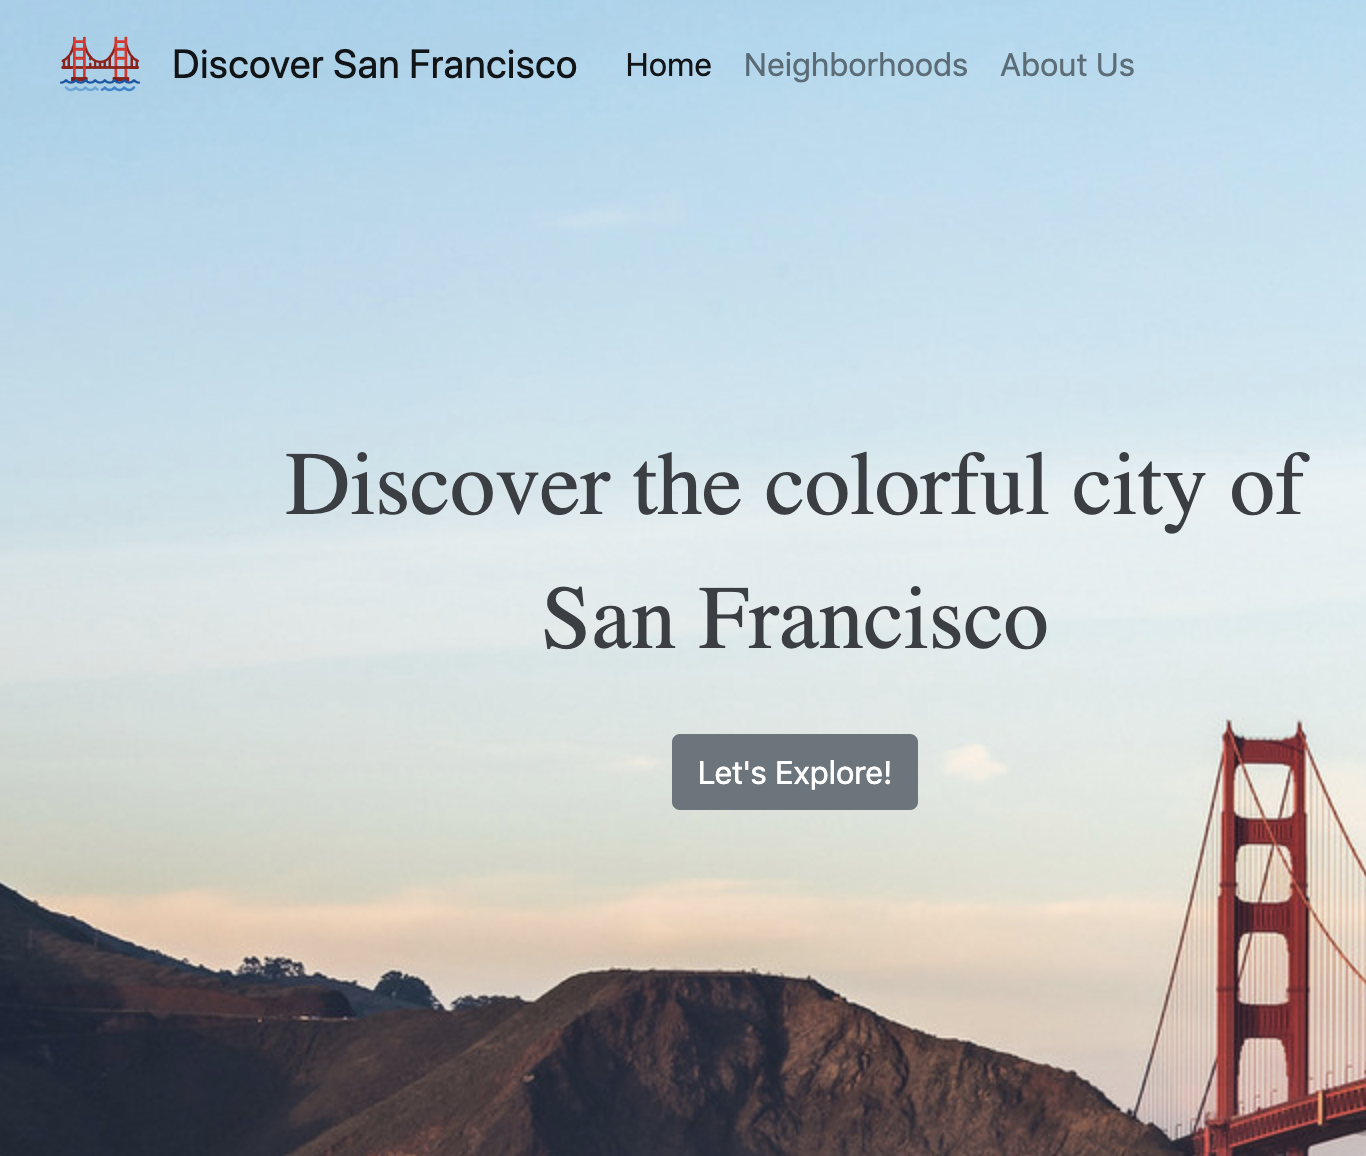 Discover San Francisco Home Neighborhoods About Us
Discover the colorful city of
San Francisco
Let's Explore!